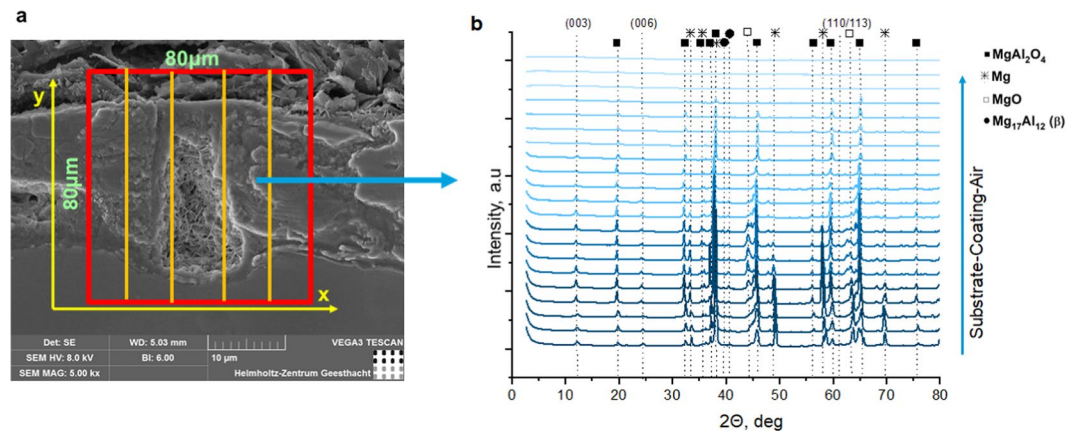 a
80μm
y
80μm
x
Det: SE
WD: 5.03 mm
VEGA3 TESCAN
SEM HV: 8.0 kV
BI: 6.00
10 μm
SEM MAG: 5.00 kx
Helmholtz-Zentrum Geesthacht
b
(003)
(006)
(110/113)
MgAl₂O₄
Mg
MgO
Mg₁₇Al₁₂ (β)
Intensity, a.u
Substrate-Coating-Air
0 10 20 30 40 50 60 70 80
2Θ, deg